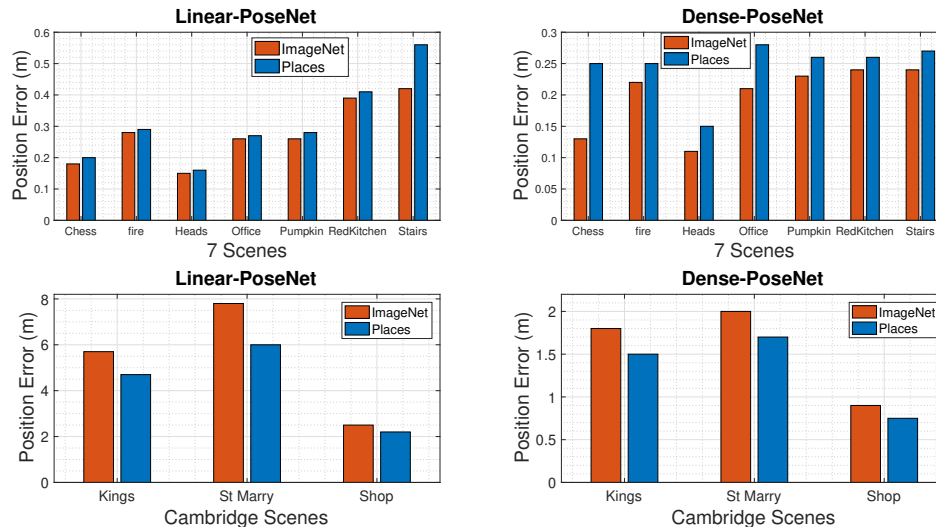 Linear-PoseNet
Position Error (m)
0.6
0.4
0.3
0.2
0.1
0
ImageNet
Places
Chess fire Heads Office Pumpkin RedKitchen Stairs
7 Scenes
Dense-PoseNet
Position Error (m)
0.3
0.25
0.2
0.15
0.1
0.05
0
ImageNet
Places
Chess fire Heads Office Pumpkin RedKitchen Stairs
7 Scenes
Linear-PoseNet
Position Error (m)
8
6
4
2
0
ImageNet
Places
Kings St Marry Shop
Cambridge Scenes
Dense-PoseNet
Position Error (m)
2
1.5
1
0.5
0
ImageNet
Places
Kings St Marry Shop
Cambridge Scenes